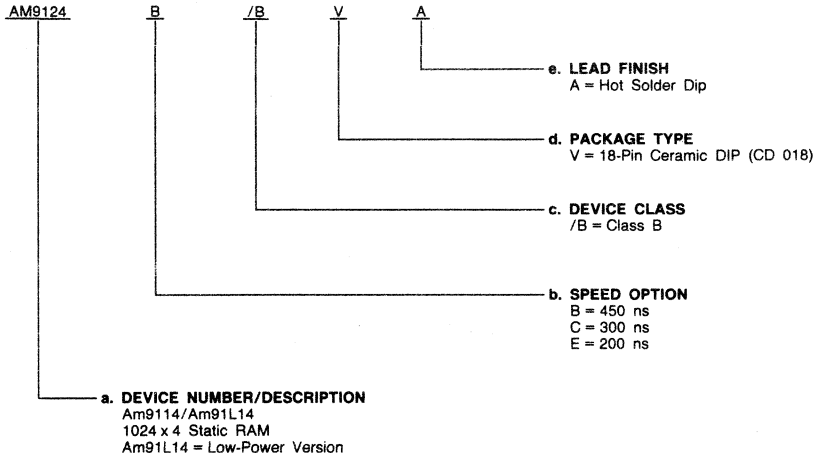 AM9124 B /B V A
e. LEAD FINISH
A = Hot Solder Dip
d. PACKAGE TYPE
V = 18-Pin Ceramic DIP (CD 018)
c. DEVICE CLASS
/B = Class B
b. SPEED OPTION
B = 450 ns
C = 300 ns
E = 200 ns
a. DEVICE NUMBER/DESCRIPTION
Am9114/Am91L14
1024 x 4 Static RAM
Am91L14 = Low-Power Version